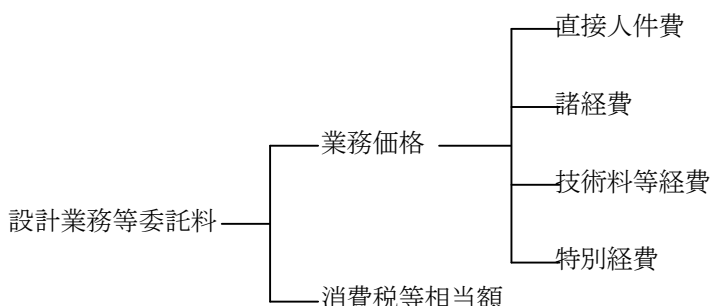 直接人件費
諸経費
業務価格
技術料等経費
設計業務等委託料
特別経費
消費税等相当額